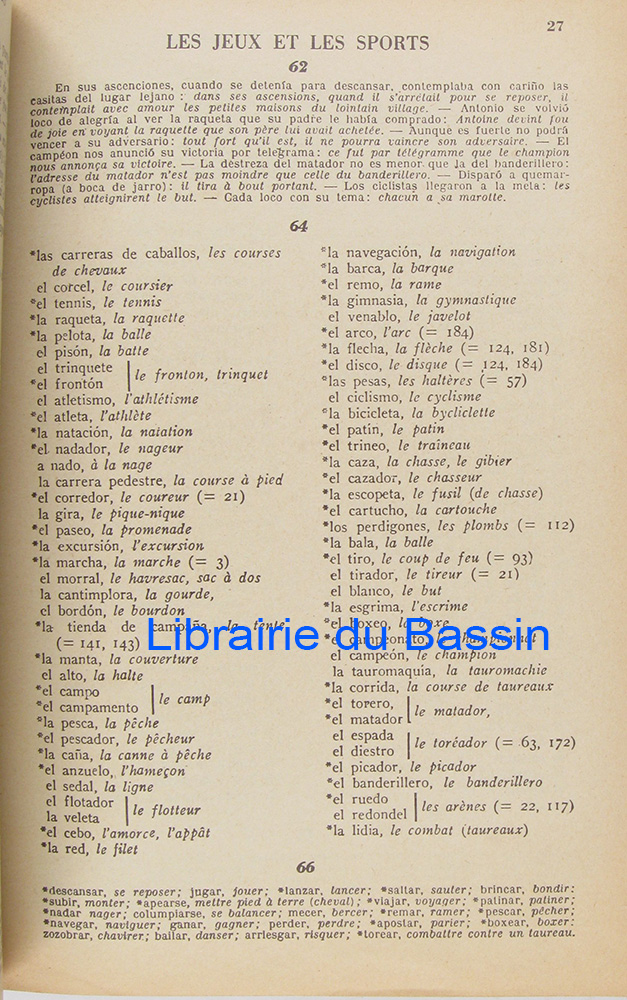 27
LES JEUX ET LES SPORTS
62
En sus ascenciones, cuando se detenía para descansar, contemplaba con cariño las
casitas del lugar lejano : dans ses ascensions, quand il s'arrêtait pour se reposer, il
contemplait avec amour les petites maisons du lointain village. — Antonio se volvió
loco de alegría al ver la raqueta que su padre le había comprado : Antoine devint fou
de joie en voyant la raquette que son père lui avait achetée. — Aunque es fuerte no podrá
vencer a su adversario : tout fort qu'il est, il ne pourra vaincre son adversaire. — El
campéon nos anunció su victoria por telegrama : ce fut par télégramme que le champion
nous annonça sa victoire. — La destreza del matador no es menor que la del banderillero :
l'adresse du matador n'est pas moindre que celle du banderillero. — Disparó a quemar-
ropa (a boca de jarro) : il tira à bout portant. — Los ciclistas llegaron a la meta : les
cyclistes atteignirent le but. — Cada loco con su tema : chacun a sa marotte.
64
*las carreras de caballos, les courses
de chevaux
el corcel, le coursier
*el tennis, le tennis
*la raqueta, la raquette
*la pelota, la balle
el pisón, la batte
el trinquete
*el frontón
le fronton, trinquet
el atletismo, l'athlétisme
*el atleta, l'athlète
*la natación, la natation
*el nadador, le nageur
a nado, à la nage
la carrera pedestre, la course à pied
*el corredor, le coureur (= 21)
la gira, le pique-nique
*el paseo, la promenade
*la excursión, l'excursion
*la marcha, la marche (= 3)
el morral, le havresac, sac à dos
la cantimplora, la gourde,
el bordón, le bourdon
*la tienda de campaña, la tente
(= 141, 143)
*la manta, la couverture
el alto, la halte
*el campo
*el campamento
le camp
*la pesca, la pêche
*el pescador, le pêcheur
*la caña, la canne à pêche
*el anzuelo, l'hameçon
el sedal, la ligne
el flotador
la veleta
le flotteur
*el cebo, l'amorce, l'appât
*la red, le filet
*la navegación, la navigation
*la barca, la barque
*el remo, la rame
*la gimnasia, la gymnastique
el venablo, le javelot
*el arco, l'arc (= 184)
*la flecha, la flèche (= 124, 181)
*el disco, le disque (= 124, 184)
*las pesas, les haltères (= 57)
el ciclismo, le cyclisme
*la bicicleta, la bycliclette
*el patín, le patin
*el trineo, le traîneau
*la caza, la chasse, le gibier
*el cazador, le chasseur
*la escopeta, le fusil (de chasse)
*el cartucho, la cartouche
*los perdigones, les plombs (= 112)
*la bala, la balle
*el tiro, le coup de feu (= 93)
el tirador, le tireur (= 21)
el blanco, le but
*la esgrima, l'escrime
*el boxeo, la boxe
*el campeonato, le championnat
el campeón, le champion
la tauromaquia, la tauromachie
*la corrida, la course de taureaux
*el torero,
*el matador
le matador,
el espada
el diestro
le toréador (= 63, 172)
*el picador, le picador
*el banderillero, le banderillero
*el ruedo
el redondel
les arènes (= 22, 117)
*la lidia, le combat (taureaux)
Librairie du Bassin
66
*descansar, se reposer; jugar, jouer; *lanzar, lancer; *saltar, sauter; brincar, bondir:
*subir, monter; *apearse, mettre pied à terre (cheval); *viajar, voyager; *patinar, patiner;
*nadar nager; columpiarse, se balancer; mecer, bercer; *remar, ramer; *pescar, pêcher;
*navegar, naviguer; ganar, gagner; perder, perdre; *apostar, parier; *boxear, boxer:
zozobrar, chavirer; bailar, danser; arriesgar, risquer; *torear, combattre contre un taureau.